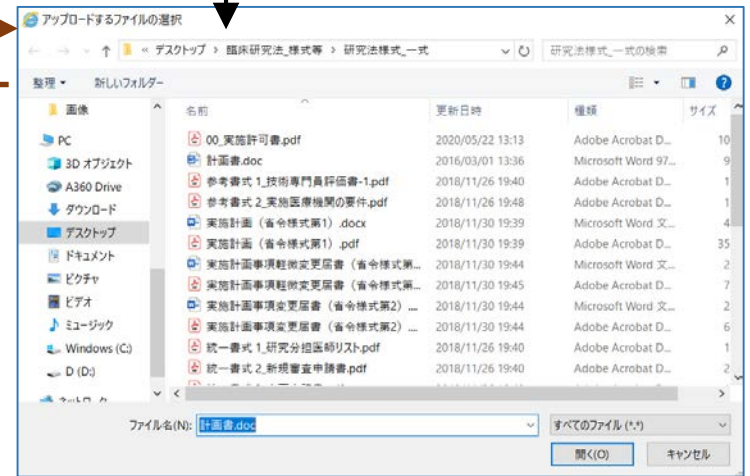 アップロードするファイルの選択
« デスクトップ › 臨床研究法_様式等 › 研究法様式_一式
研究法様式_一式の検索
整理
新しいフォルダー
画像
PC
3D オブジェクト
A360 Drive
ダウンロード
デスクトップ
ドキュメント
ピクチャ
ビデオ
ミュージック
Windows (C:)
D (D:)
名前 更新日時 種類 サイズ
00_実施許可書.pdf 2020/05/22 13:13 Adobe Acrobat D... 10
計画書.doc 2016/03/01 13:36 Microsoft Word 97... 9
参考書式 1_技術専門員評価書-1.pdf 2018/11/26 19:40 Adobe Acrobat D... 1
参考書式 2_実施医療機関の要件.pdf 2018/11/26 19:48 Adobe Acrobat D... 1
実施計画（省令様式第1）.docx 2018/11/30 19:39 Microsoft Word 文... 4
実施計画（省令様式第1）.pdf 2018/11/30 19:39 Adobe Acrobat D... 35
実施計画事項軽微変更届書（省令様式第... 2018/11/30 19:44 Microsoft Word 文... 2
実施計画事項軽微変更届書（省令様式第... 2018/11/30 19:45 Adobe Acrobat D... 7
実施計画事項変更届書（省令様式第2）.... 2018/11/30 19:44 Microsoft Word 文... 2
実施計画事項変更届書（省令様式第2）.... 2018/11/30 19:44 Adobe Acrobat D... 6
統一書式 1_研究分担医師リスト.pdf 2018/11/26 19:40 Adobe Acrobat D... 1
統一書式 2_新規審査申請書.pdf 2018/11/26 19:40 Adobe Acrobat D... 2
ファイル名(N): 計画書.doc
すべてのファイル (*.*)
開く(O)
キャンセル